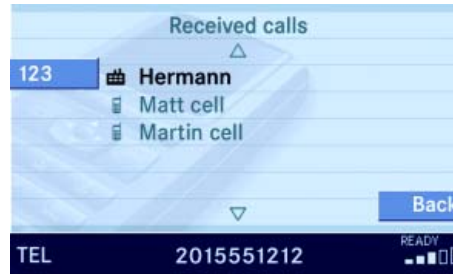 Received calls
123
Hermann
Matt cell
Martin cell
Back
TEL 2015551212 READY